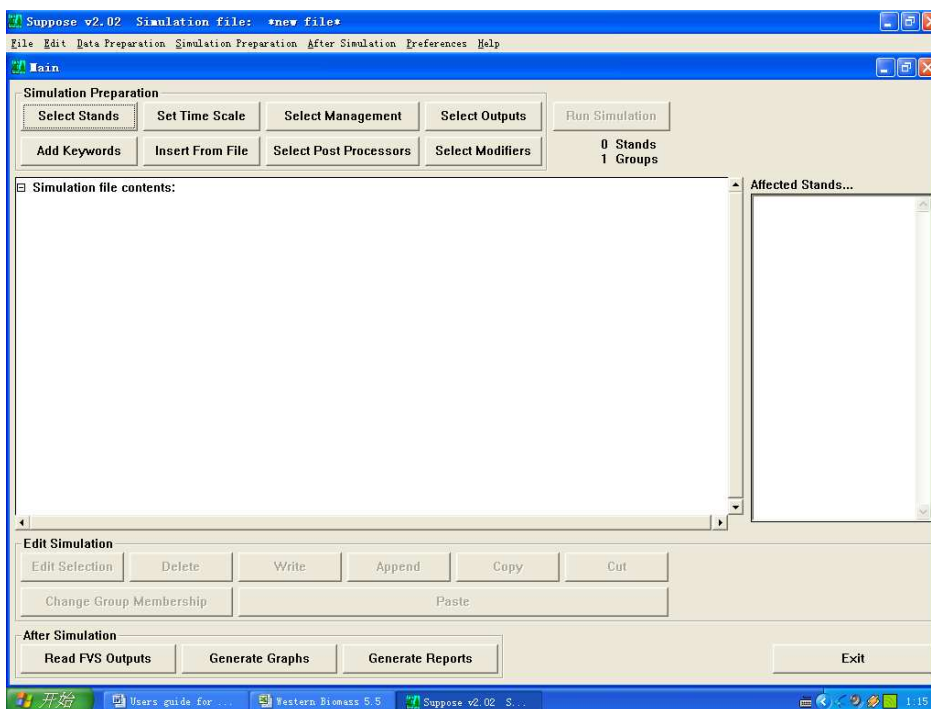 Suppose v2.02 Simulation file: *new file*
File Edit Data Preparation Simulation Preparation After Simulation Preferences Help
Main
Simulation Preparation
Select Stands Set Time Scale Select Management Select Outputs Run Simulation
Add Keywords Insert From File Select Post Processors Select Modifiers
0 Stands
1 Groups
Simulation file contents:
Affected Stands...
Edit Simulation
Edit Selection Delete Write Append Copy Cut
Change Group Membership Paste
After Simulation
Read FVS Outputs Generate Graphs Generate Reports Exit
开始 Users guide for ... Western Biomass 5.5 Suppose v2.02 S... 1:15